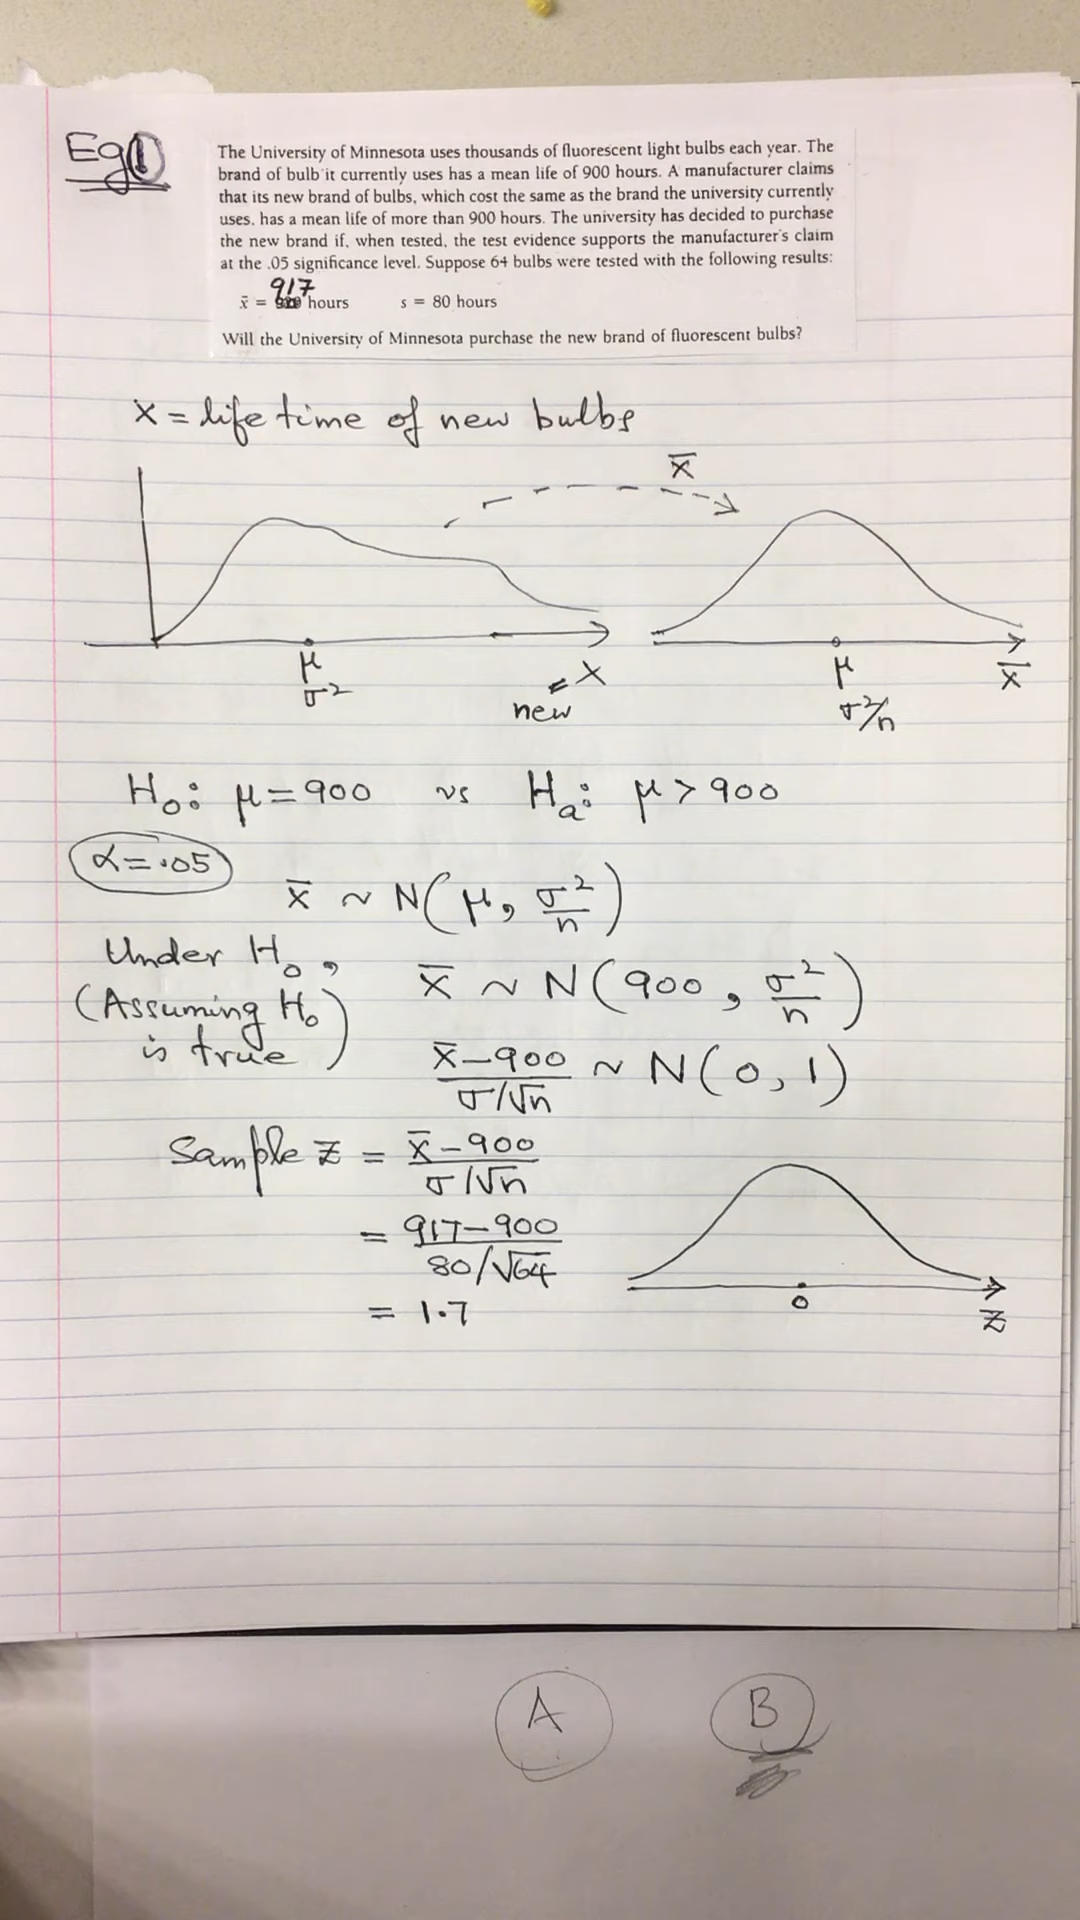 Eg①
The University of Minnesota uses thousands of fluorescent light bulbs each year. The
brand of bulb it currently uses has a mean life of 900 hours. A manufacturer claims
that its new brand of bulbs, which cost the same as the brand the university currently
uses, has a mean life of more than 900 hours. The university has decided to purchase
the new brand if, when tested, the test evidence supports the manufacturer's claim
at the .05 significance level. Suppose 64 bulbs were tested with the following results:
x̄ = 917 hours s = 80 hours
Will the University of Minnesota purchase the new brand of fluorescent bulbs?
X = life time of new bulbs
x̄
μ
σ²
= X
new
μ
σ²/n
x̄
H₀: μ = 900 vs Hₐ: μ > 900
α = .05
x̄ ~ N(μ, σ²/n)
Under H₀, x̄ ~ N(900, σ²/n)
(Assuming H₀
is true)
x̄ - 900 / σ/√n ~ N(0, 1)
Sample z = x̄ - 900 / σ/√n
= 917 - 900 / 80/√64
= 1.7
0
z
A B